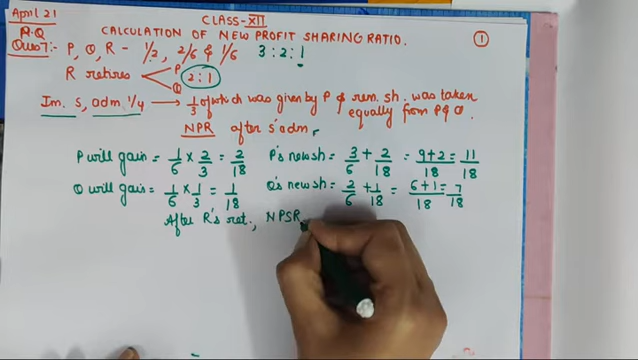 April 21
CLASS-XII
P.Q CALCULATION OF NEW PROFIT SHARING RATIO. 1
Ques 7:- P, Q, R - 1/2, 2/6 & 1/6 3:2:1
R retires P Q 2:1
Im. S, adm. 1/4 → 1/3 of which was given by P & rem. sh. was taken equally from P & Q.
NPR after S' adm.
P will gain = 1/6 × 2/3 = 2/18 P's new sh = 3/6 + 2/18 = 9+2/18 = 11/18
Q will gain = 1/6 × 1/3 = 1/18 Q's new sh = 2/6 + 1/18 = 6+1/18 = 7/18
After R's ret., NPSR